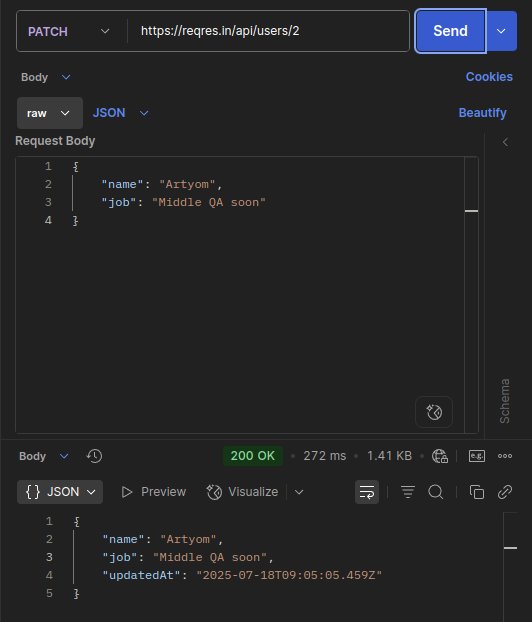 PATCH https://reqres.in/api/users/2 Send
Body Cookies
raw JSON Beautify
Request Body
1 {
2 "name": "Artyom",
3 "job": "Middle QA soon"
4 }
Schema
Body 200 OK 272 ms 1.41 KB e.g.
{} JSON Preview Visualize
1 {
2 "name": "Artyom",
3 "job": "Middle QA soon",
4 "updatedAt": "2025-07-18T09:05:05.459Z"
5 }